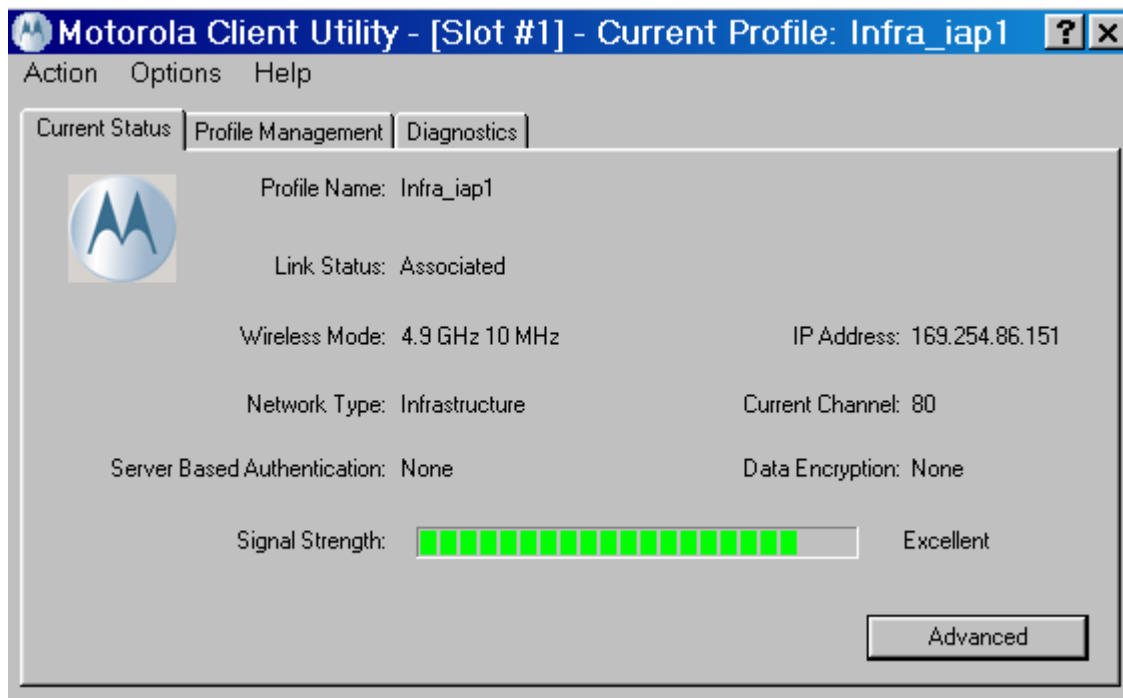 Motorola Client Utility - [Slot #1] - Current Profile: Infra_iap1 ? ×
Action Options Help
Current Status Profile Management Diagnostics
Profile Name: Infra_iap1
Link Status: Associated
Wireless Mode: 4.9 GHz 10 MHz IP Address: 169.254.86.151
Network Type: Infrastructure Current Channel: 80
Server Based Authentication: None Data Encryption: None
Signal Strength: Excellent
Advanced